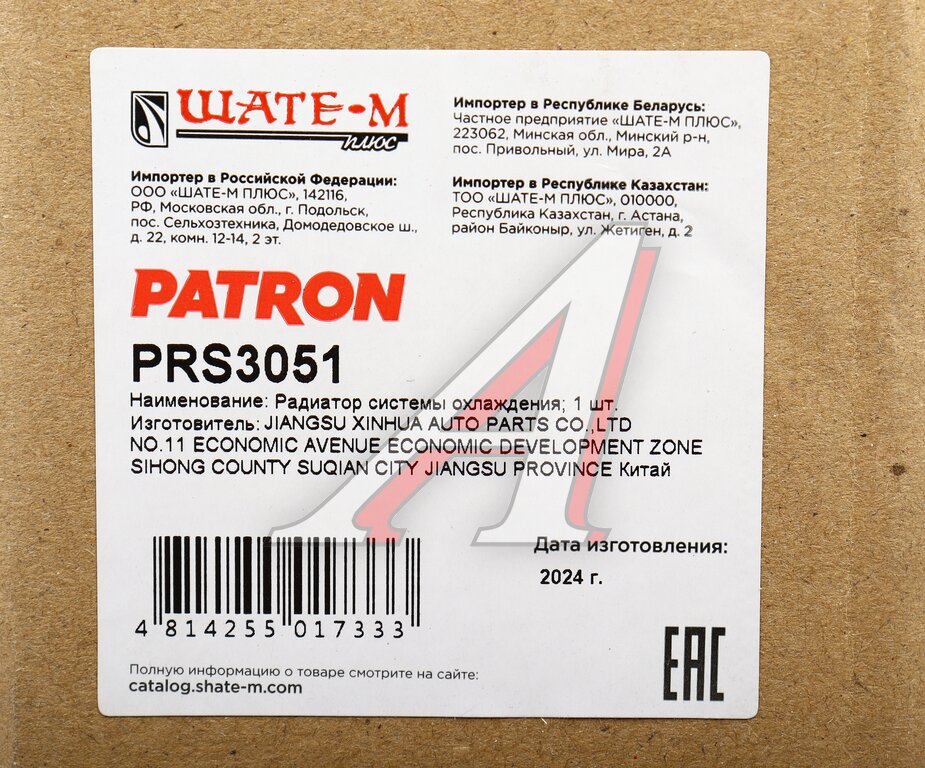 ШАТЕ-М
плюс
Импортер в Российской Федерации:
ООО «ШАТЕ-М ПЛЮС», 142116,
РФ, Московская обл., г. Подольск,
пос. Сельхозтехника, Домодедовское ш.,
д. 22, комн. 12-14, 2 эт.
Импортер в Республике Беларусь:
Частное предприятие «ШАТЕ-М ПЛЮС»,
223062, Минская обл., Минский р-н,
пос. Привольный, ул. Мира, 2А
Импортер в Республике Казахстан:
ТОО "ШАТЕ-М ПЛЮС», 010000,
Республика Казахстан, г. Астана,
район Байконыр, ул. Жетиген, д. 2
PATRON
PRS3051
Наименование: Радиатор системы охлаждения; 1 шт.
Изготовитель: JIANGSU XINHUA AUTO PARTS CO.,LTD
NO.11 ECONOMIC AVENUE ECONOMIC DEVELOPMENT ZONE
SIHONG COUNTY SUQIAN CITY JIANGSU PROVINCE Китай
Дата изготовления:
2024 г.
4 814255 017333
EAC
Полную информацию о товаре смотрите на сайте:
catalog.shate-m.com